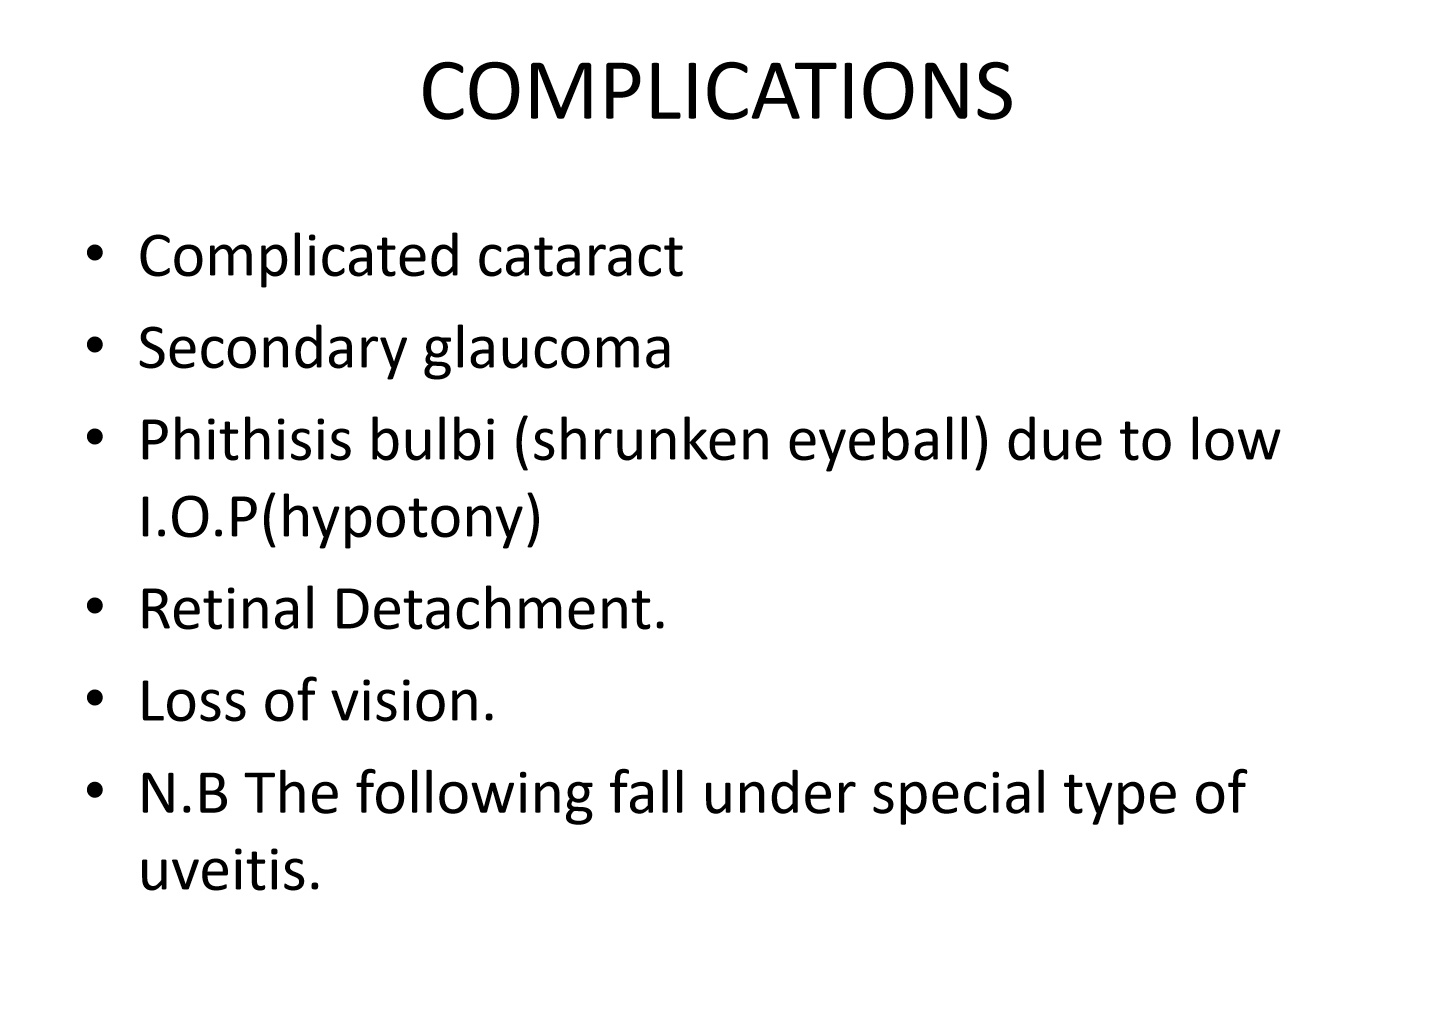 COMPLICATIONS
• Complicated cataract
• Secondary glaucoma
• Phithisis bulbi (shrunken eyeball) due to low
I.O.P(hypotony)
• Retinal Detachment.
• Loss of vision.
• N.B The following fall under special type of
uveitis.